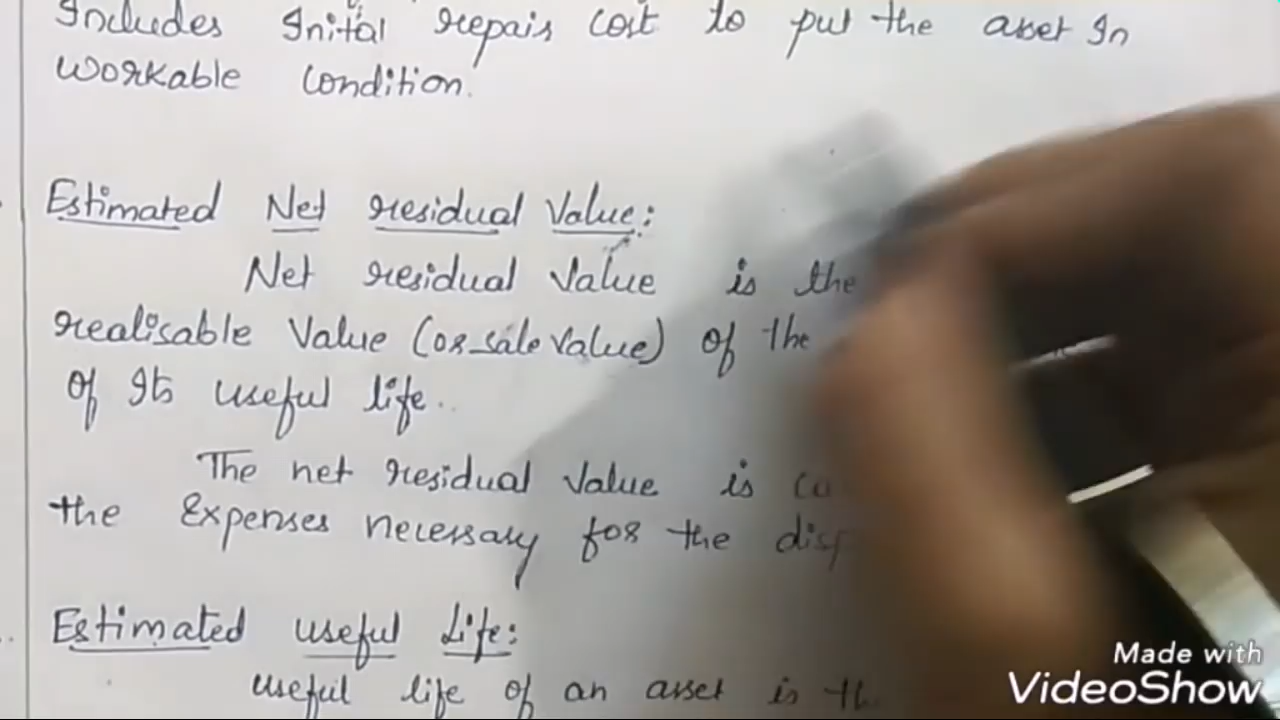 Includes Inital repairs cost to put the asset In
workable condition.
Estimated Net residual Value:
Net residual Value is the
realisable Value (or sale value) of the
of Its useful life.
The net residual value is
the Expenses necessary for the
Estimated useful Life:
useful life of an asset is
Made with
VideoShow